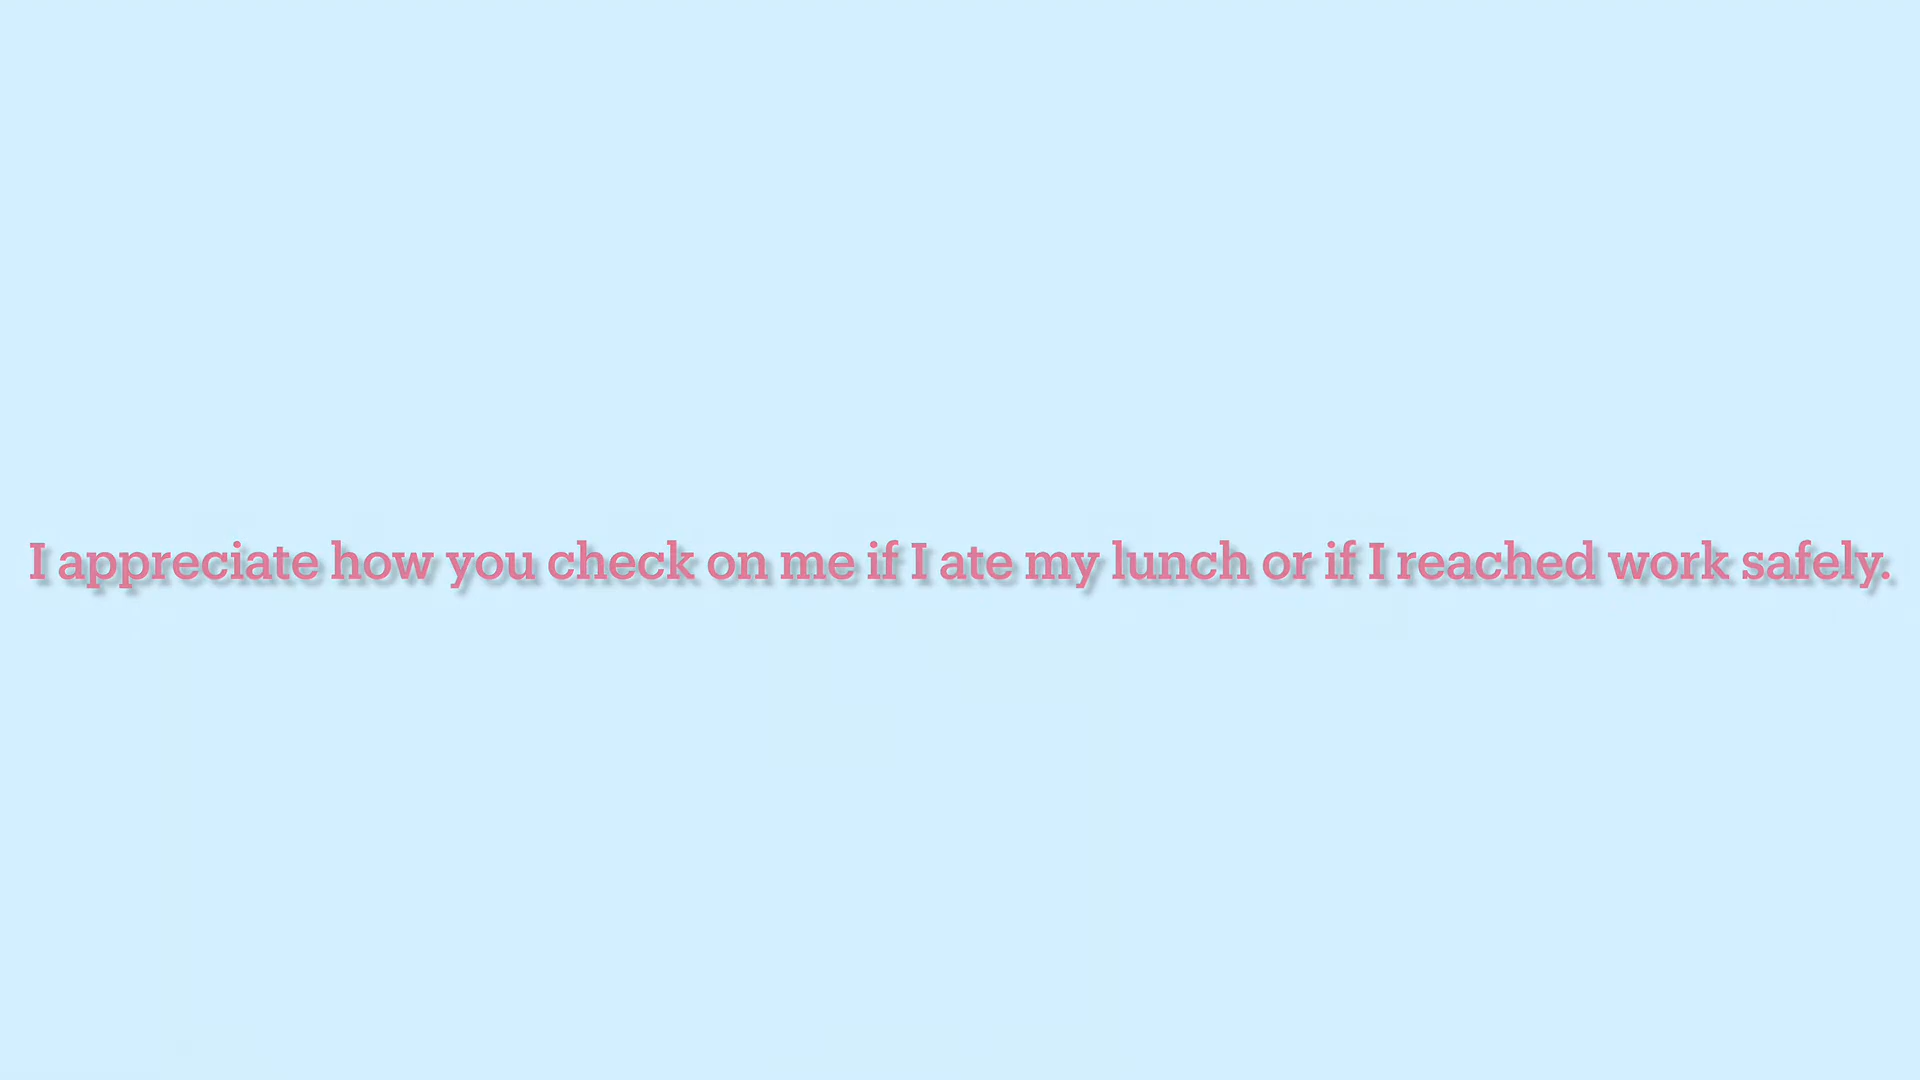 I appreciate how you check on me if I ate my lunch or if I reached work safely.